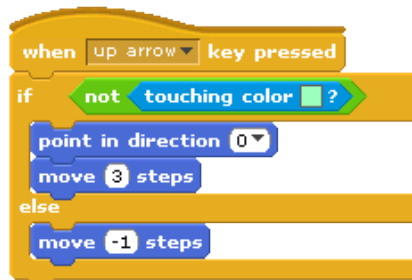 when up arrow key pressed
if not touching color ?
point in direction 0
move 3 steps
else
move -1 steps